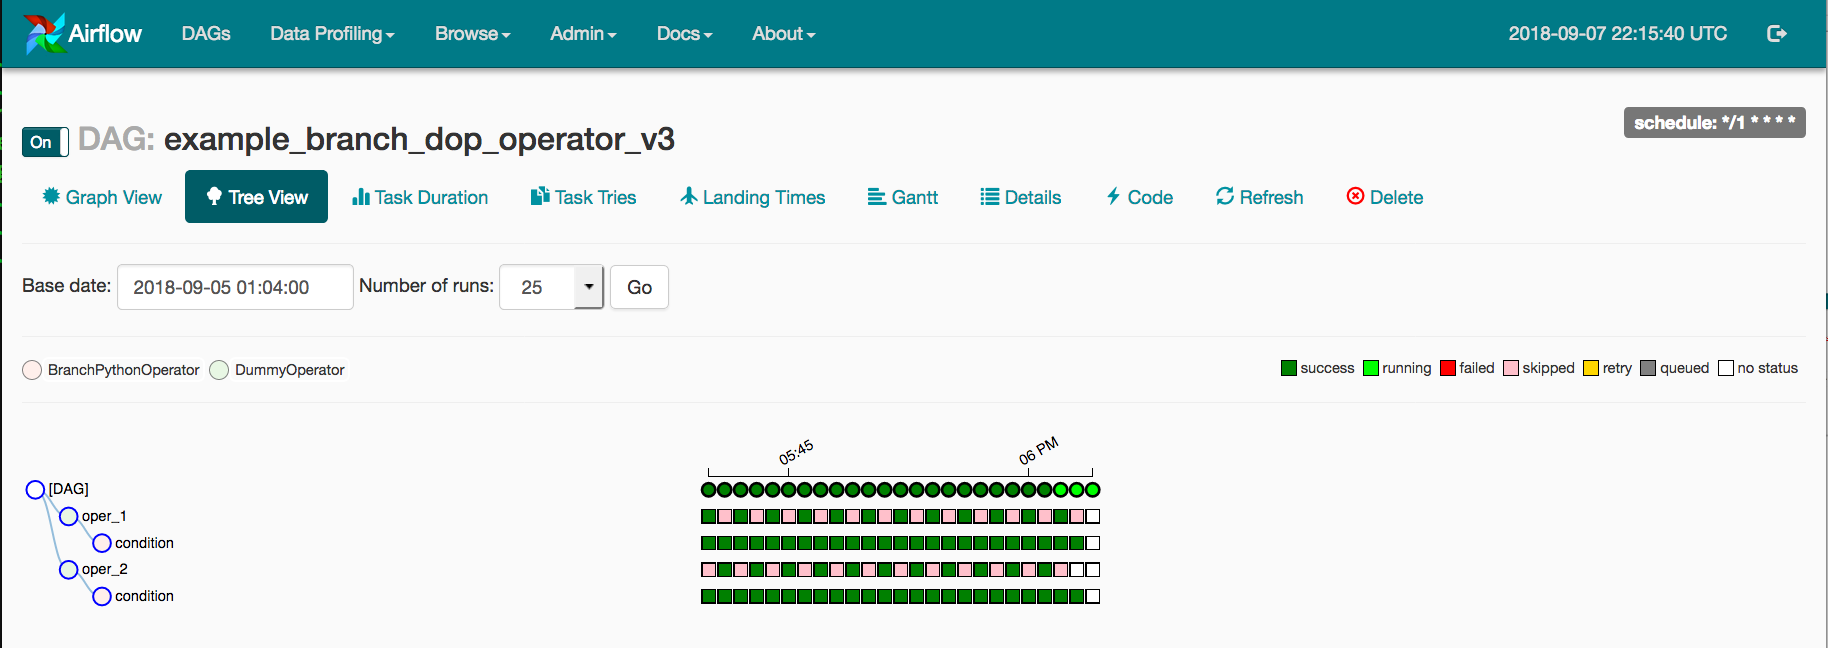 Airflow DAGs Data Profiling Browse Admin Docs About 2018-09-07 22:15:40 UTC
schedule: */1 * * * *
On DAG: example_branch_dop_operator_v3
Graph View Tree View Task Duration Task Tries Landing Times Gantt Details Code Refresh Delete
Base date: 2018-09-05 01:04:00 Number of runs: 25 Go
BranchPythonOperator DummyOperator success running failed skipped retry queued no status
05:45 06 PM
[DAG]
oper_1
condition
oper_2
condition